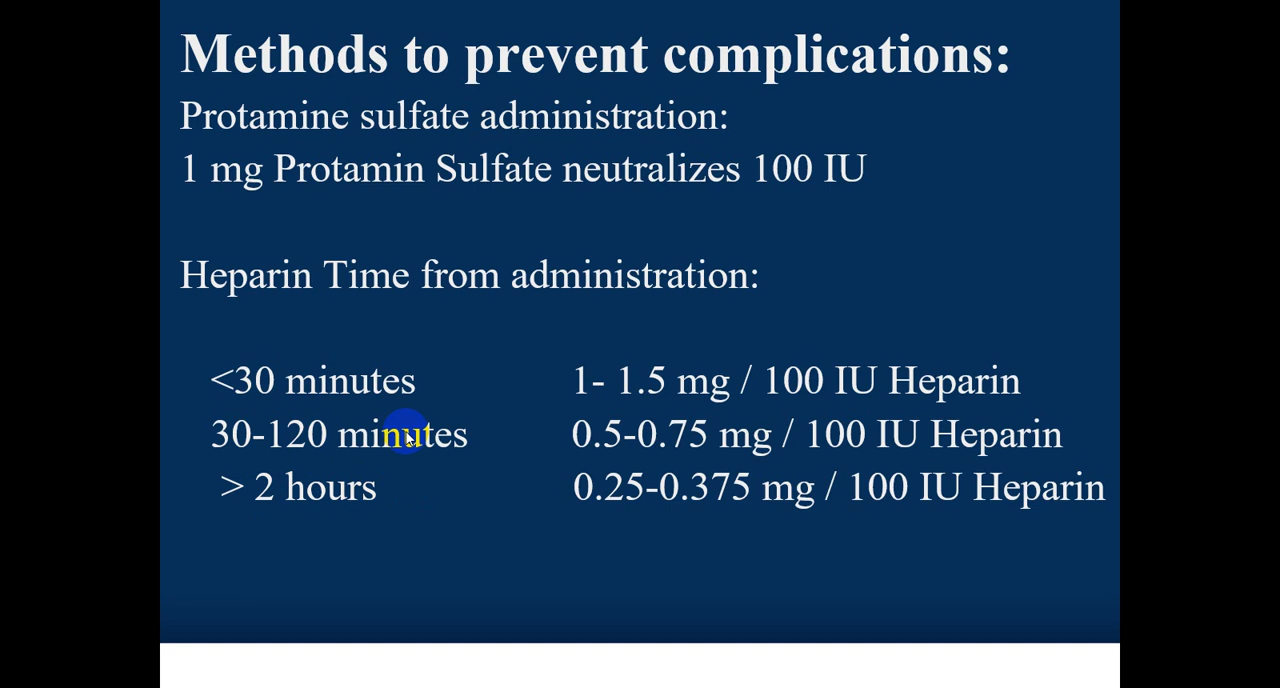 Methods to prevent complications:
Protamine sulfate administration:
1 mg Protamin Sulfate neutralizes 100 IU
Heparin Time from administration:
<30 minutes 1- 1.5 mg / 100 IU Heparin
30-120 minutes 0.5-0.75 mg / 100 IU Heparin
> 2 hours 0.25-0.375 mg / 100 IU Heparin